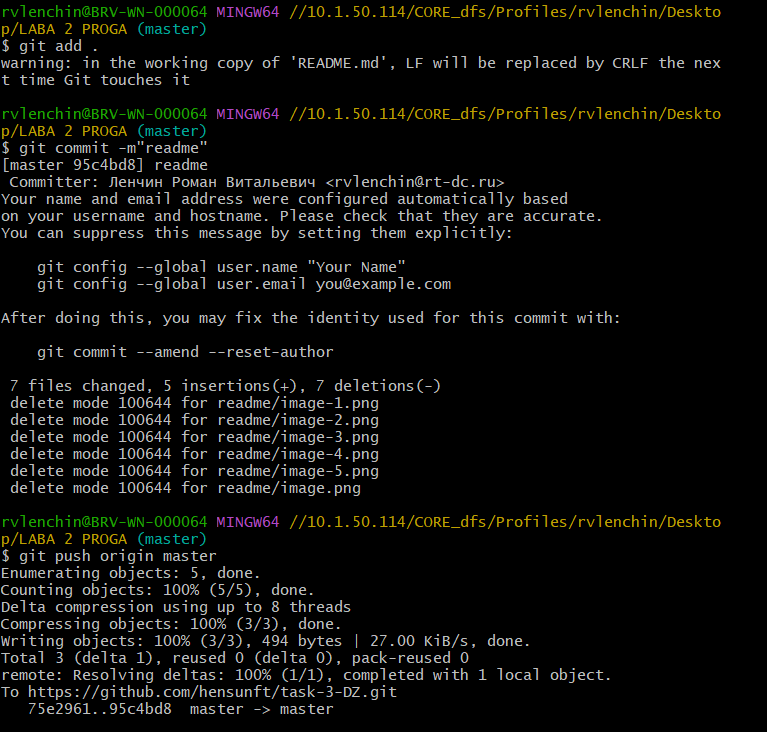 rvlenchin@BRV-WN-000064 MINGW64 //10.1.50.114/CORE_dfs/Profiles/rvlenchin/Deskto
p/LABA 2 PROGA (master)
$ git add .
warning: in the working copy of 'README.md', LF will be replaced by CRLF the nex
t time Git touches it
rvlenchin@BRV-WN-000064 MINGW64 //10.1.50.114/CORE_dfs/Profiles/rvlenchin/Deskto
p/LABA 2 PROGA (master)
$ git commit -m"readme"
[master 95c4bd8] readme
 Committer: Ленчин Роман Витальевич <rvlenchin@rt-dc.ru>
Your name and email address were configured automatically based
on your username and hostname. Please check that they are accurate.
You can suppress this message by setting them explicitly:
    git config --global user.name "Your Name"
    git config --global user.email you@example.com
After doing this, you may fix the identity used for this commit with:
    git commit --amend --reset-author
 7 files changed, 5 insertions(+), 7 deletions(-)
 delete mode 100644 for readme/image-1.png
 delete mode 100644 for readme/image-2.png
 delete mode 100644 for readme/image-3.png
 delete mode 100644 for readme/image-4.png
 delete mode 100644 for readme/image-5.png
 delete mode 100644 for readme/image.png
rvlenchin@BRV-WN-000064 MINGW64 //10.1.50.114/CORE_dfs/Profiles/rvlenchin/Deskto
p/LABA 2 PROGA (master)
$ git push origin master
Enumerating objects: 5, done.
Counting objects: 100% (5/5), done.
Delta compression using up to 8 threads
Compressing objects: 100% (3/3), done.
Writing objects: 100% (3/3), 494 bytes | 27.00 KiB/s, done.
Total 3 (delta 1), reused 0 (delta 0), pack-reused 0
remote: Resolving deltas: 100% (1/1), completed with 1 local object.
To https://github.com/hensunft/task-3-DZ.git
   75e2961..95c4bd8  master -> master